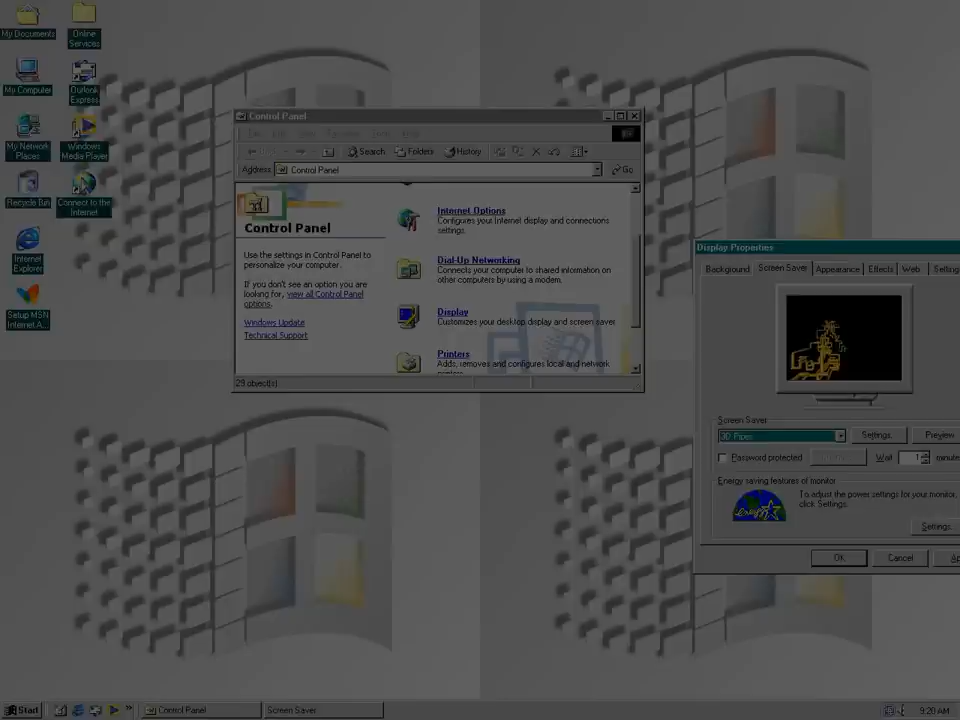 My Documents
Online
Services
My Computer
Outlook
Express
My Network
Places
Windows
Media Player
Recycle Bin
Connect to the
Internet
Internet
Explorer
Setup MSN
Internet A...
Control Panel
Search
Folders
History
Address
Control Panel
Go
Control Panel
Use the settings in Control Panel to
personalize your computer.
If you don't see an option you are
looking for, view all Control Panel
options.
Windows Update
Technical Support
Internet Options
Configures your Internet display and connections
settings.
Dial-Up Networking
Connects your computer to shared information on
other computers by using a modem.
Display
Customizes your desktop display and screen saver
Printers
Adds, removes and configures local and network
29 object(s)
Display Properties
Background
Screen Saver
Appearance
Effects
Web
Setting
Screen Saver
3D Pipes
Settings...
Preview
Password protected
Wait
1
minutes
Energy saving features of monitor
To adjust the power settings for your monitor,
click Settings.
Settings...
OK
Cancel
Ap
Start
Control Panel
Screen Saver
9:20 AM